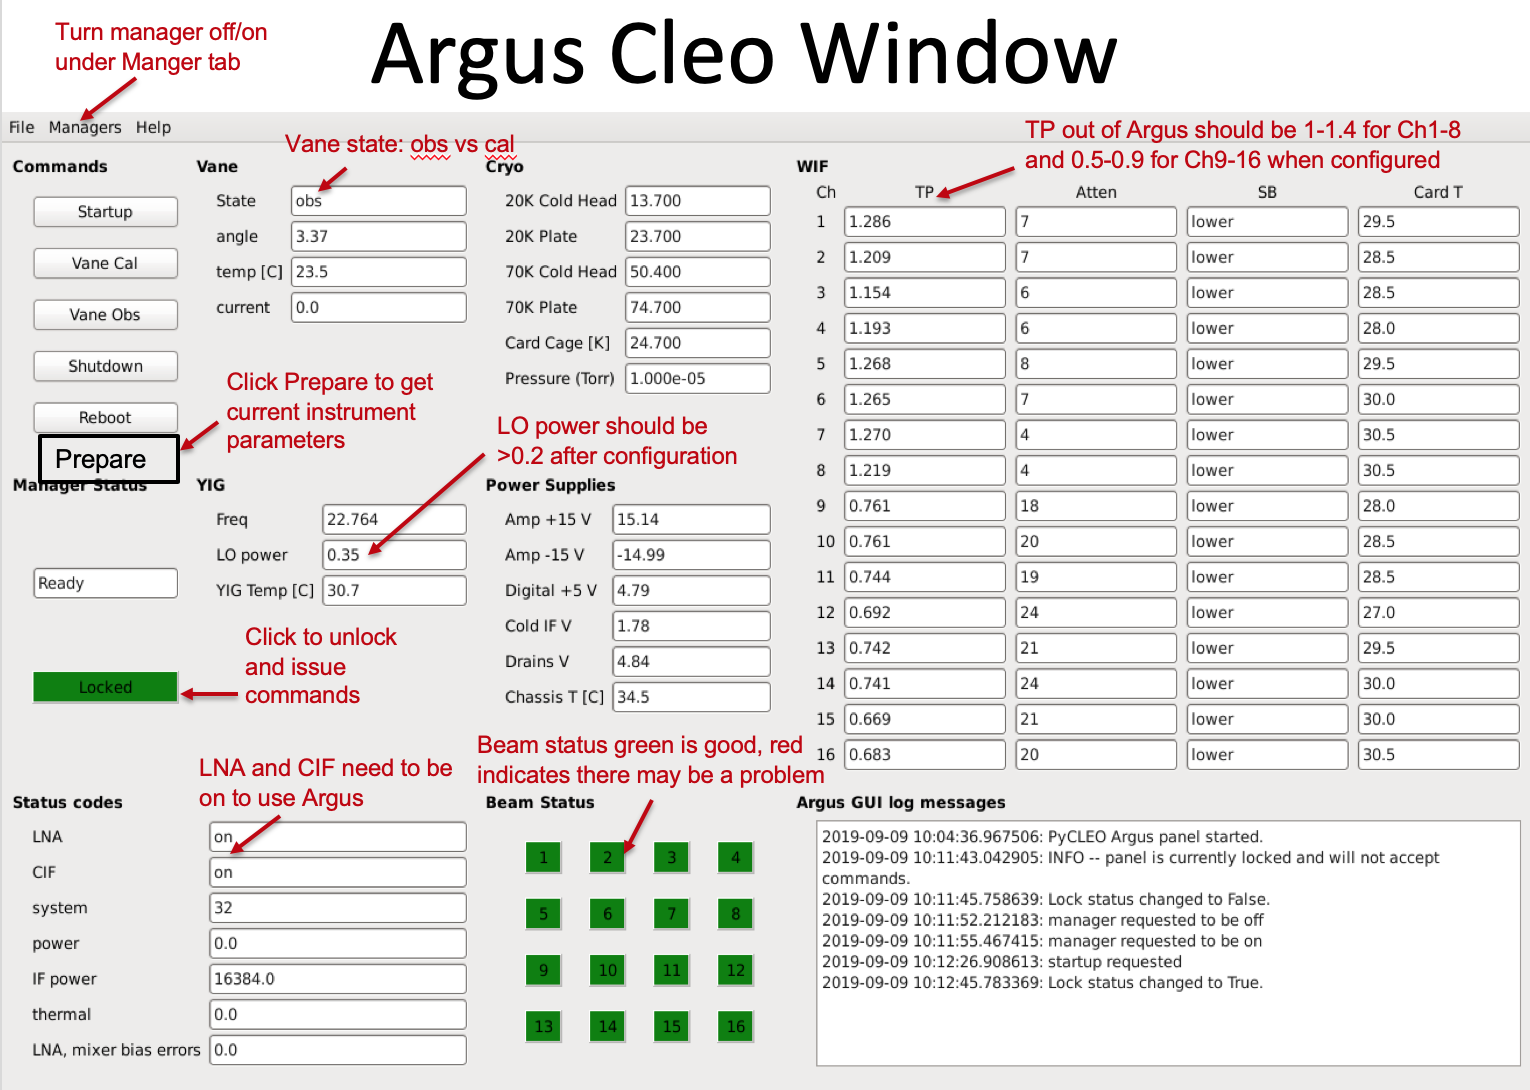 Turn manager off/on
under Manger tab
Argus Cleo Window
File Managers Help
Vane state: obs vs cal
TP out of Argus should be 1-1.4 for Ch1-8
and 0.5-0.9 for Ch9-16 when configured
Commands
Startup
Vane Cal
Vane Obs
Shutdown
Reboot
Prepare
Click Prepare to get
current instrument
parameters
Vane
State obs
angle 3.37
temp [C] 23.5
current 0.0
Cryo
20K Cold Head 13.700
20K Plate 23.700
70K Cold Head 50.400
70K Plate 74.700
Card Cage [K] 24.700
Pressure (Torr) 1.000e-05
WIF
Ch TP Atten SB Card T
1 1.286 7 lower 29.5
2 1.209 7 lower 28.5
3 1.154 6 lower 28.5
4 1.193 6 lower 28.0
5 1.268 8 lower 29.5
6 1.265 7 lower 30.0
7 1.270 4 lower 30.5
8 1.219 4 lower 30.5
9 0.761 18 lower 28.0
10 0.761 20 lower 28.5
11 0.744 19 lower 28.5
12 0.692 24 lower 27.0
13 0.742 21 lower 29.5
14 0.741 24 lower 30.0
15 0.669 21 lower 30.0
16 0.683 20 lower 30.5
LO power should be
>0.2 after configuration
Manager Status
Ready
Locked
Click to unlock
and issue
commands
YIG
Freq 22.764
LO power 0.35
YIG Temp [C] 30.7
Power Supplies
Amp +15 V 15.14
Amp -15 V -14.99
Digital +5 V 4.79
Cold IF V 1.78
Drains V 4.84
Chassis T [C] 34.5
LNA and CIF need to be
on to use Argus
Status codes
LNA on
CIF on
system 32
power 0.0
IF power 16384.0
thermal 0.0
LNA, mixer bias errors 0.0
Beam status green is good, red
indicates there may be a problem
Beam Status
1 2 3 4
5 6 7 8
9 10 11 12
13 14 15 16
Argus GUI log messages
2019-09-09 10:04:36.967506: PyCLEO Argus panel started.
2019-09-09 10:11:43.042905: INFO -- panel is currently locked and will not accept
commands.
2019-09-09 10:11:45.758639: Lock status changed to False.
2019-09-09 10:11:52.212183: manager requested to be off
2019-09-09 10:11:55.467415: manager requested to be on
2019-09-09 10:12:26.908613: startup requested
2019-09-09 10:12:45.783369: Lock status changed to True.